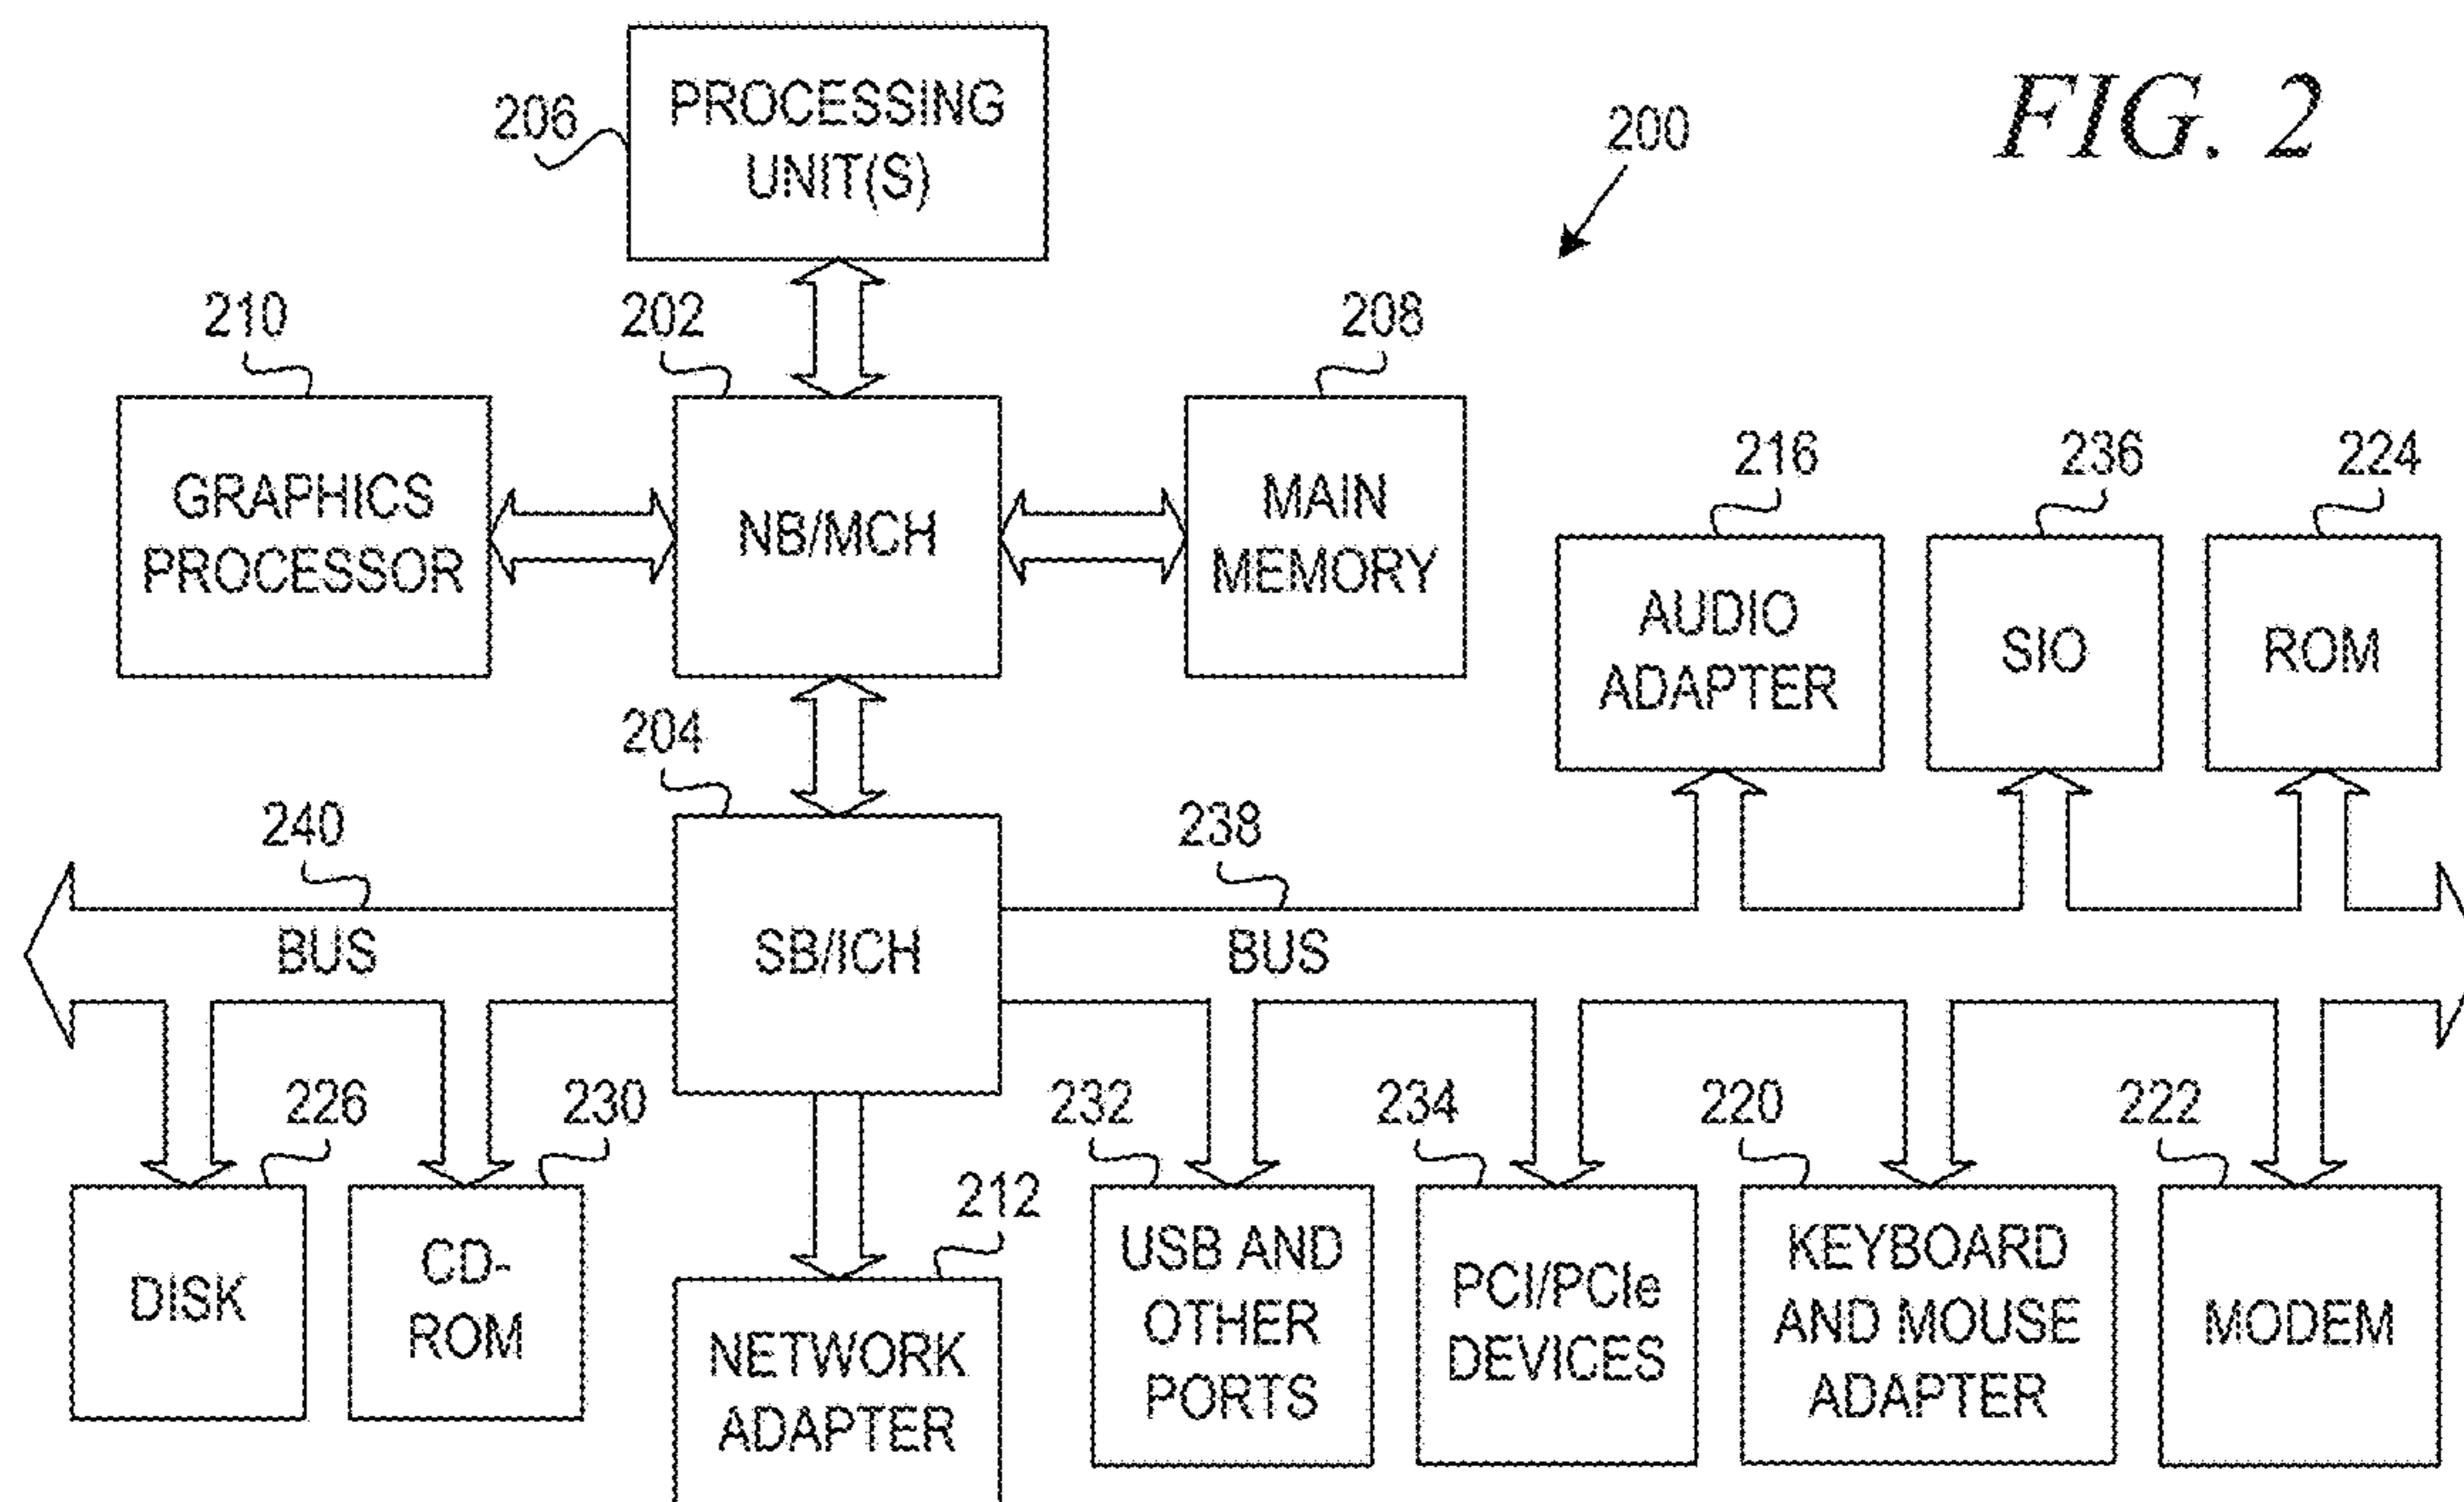 FIG. 2
200
206
PROCESSING
UNIT(S)
210
202
208
GRAPHICS
PROCESSOR
NB/MCH
MAIN
MEMORY
216
236
224
AUDIO
ADAPTER
SIO
ROM
204
240
238
BUS
SB/ICH
BUS
226
230
212
232
234
220
222
DISK
CD-
ROM
NETWORK
ADAPTER
USB AND
OTHER
PORTS
PCI/PCIe
DEVICES
KEYBOARD
AND MOUSE
ADAPTER
MODEM